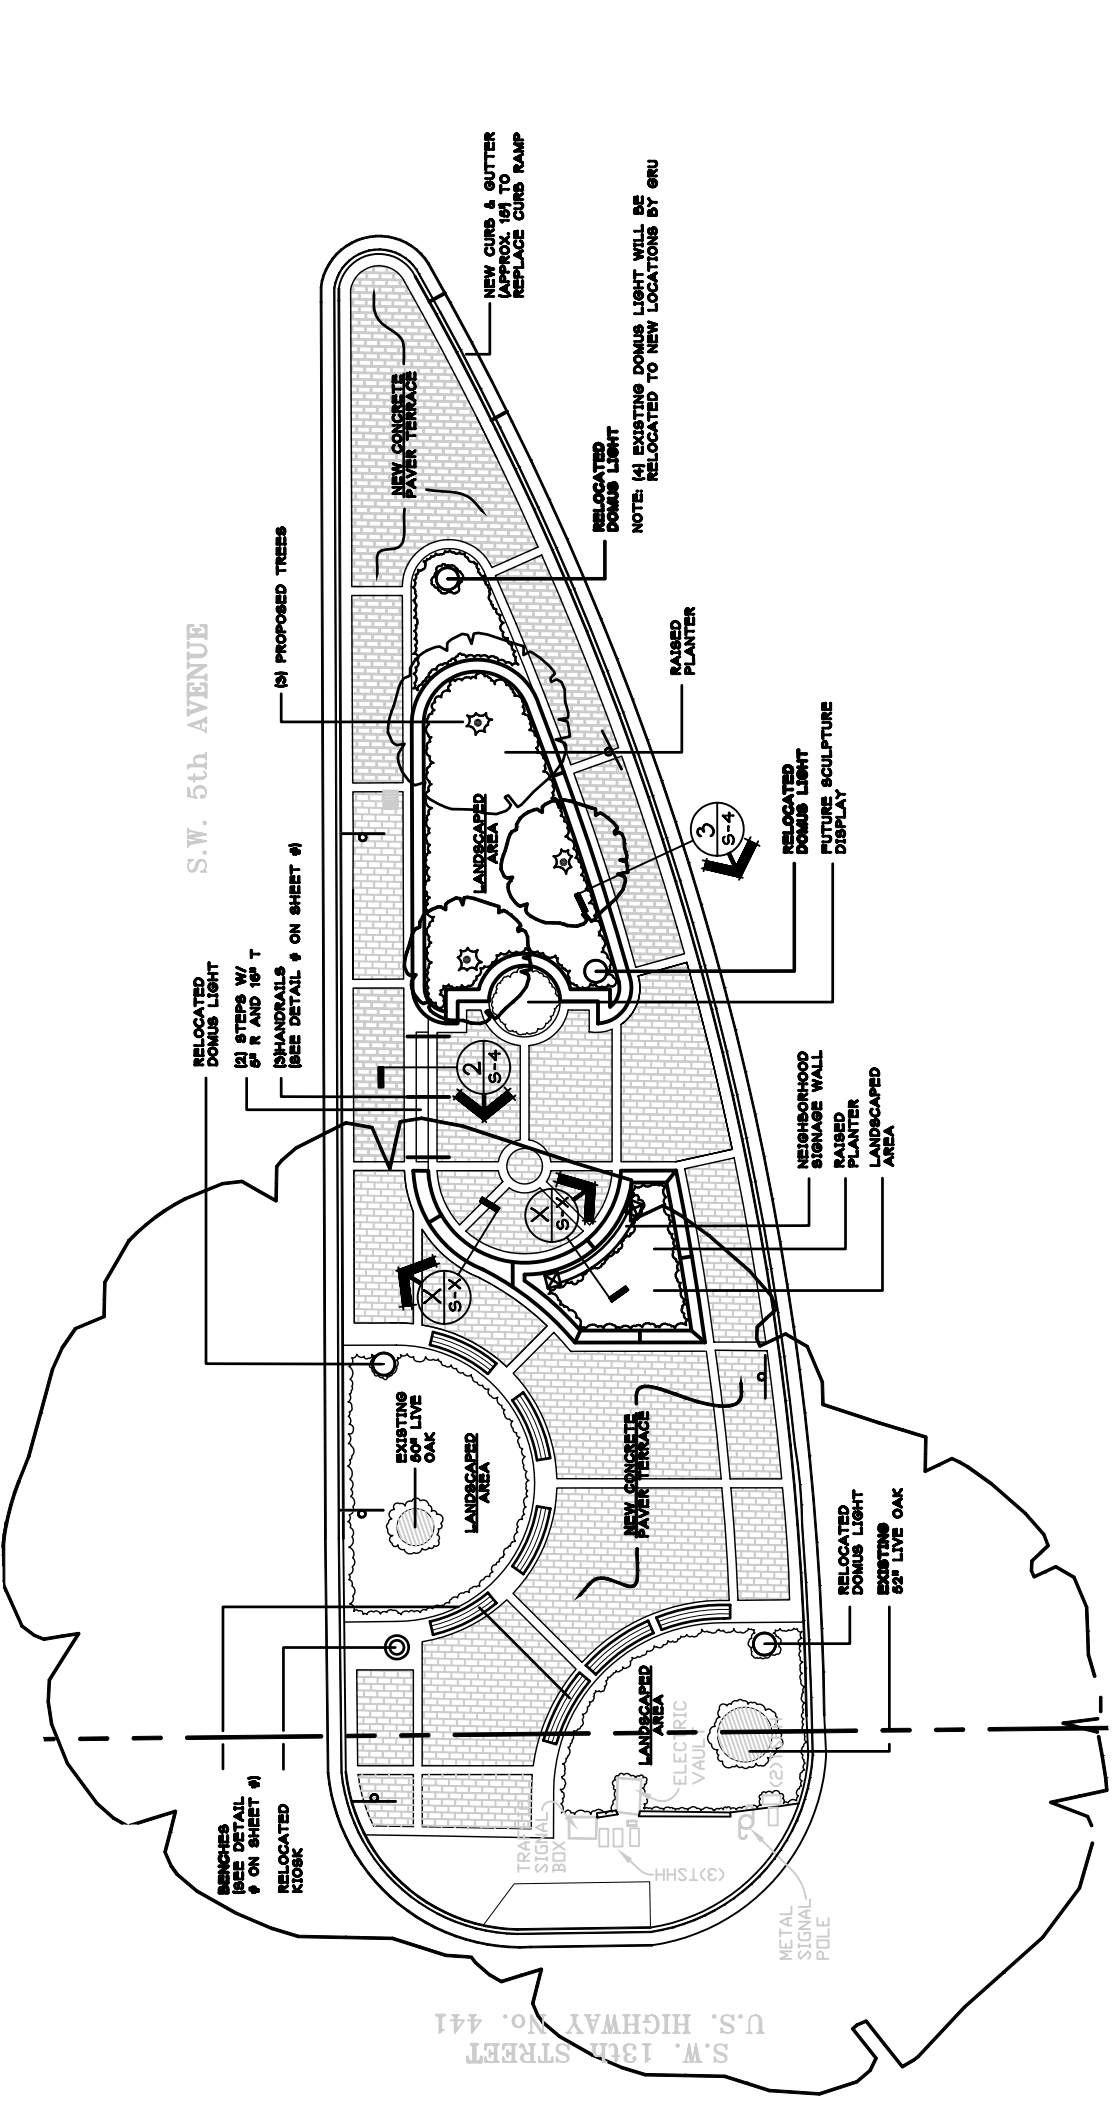 S.W. 5th AVENUE
NEW CURB & GUTTER
(APPROX. 15') TO
REPLACE CURB RAMP
NOTE: (4) EXISTING DOMUS LIGHT WILL BE
RELOCATED TO NEW LOCATIONS BY GRU
NEW CONCRETE
PAVER TERRACE
RELOCATED
DOMUS LIGHT
(3) PROPOSED TREES
RAISED
PLANTER
LANDSCAPED
AREA
3
S-4
RELOCATED
DOMUS LIGHT
FUTURE SCULPTURE
DISPLAY
RELOCATED
DOMUS LIGHT
(2) STEPS W/
5" R AND 16" T
(3)HANDRAILS
(SEE DETAIL # ON SHEET #)
2
S-4
NEIGHBORHOOD
SIGNAGE WALL
RAISED
PLANTER
LANDSCAPED
AREA
X
S-X
X
S-X
EXISTING
50" LIVE
OAK
LANDSCAPED
AREA
NEW CONCRETE
PAVER TERRACE
RELOCATED
DOMUS LIGHT
EXISTING
52" LIVE OAK
LANDSCAPED
AREA
BENCHES
(SEE DETAIL
# ON SHEET #)
RELOCATED
KIOSK
ELECTRIC
VAULT
SIGNAL
BOX
HH2T(3)
METAL
SIGNAL
POLE
S.W. 13th STREET
U.S. HIGHWAY No. 441